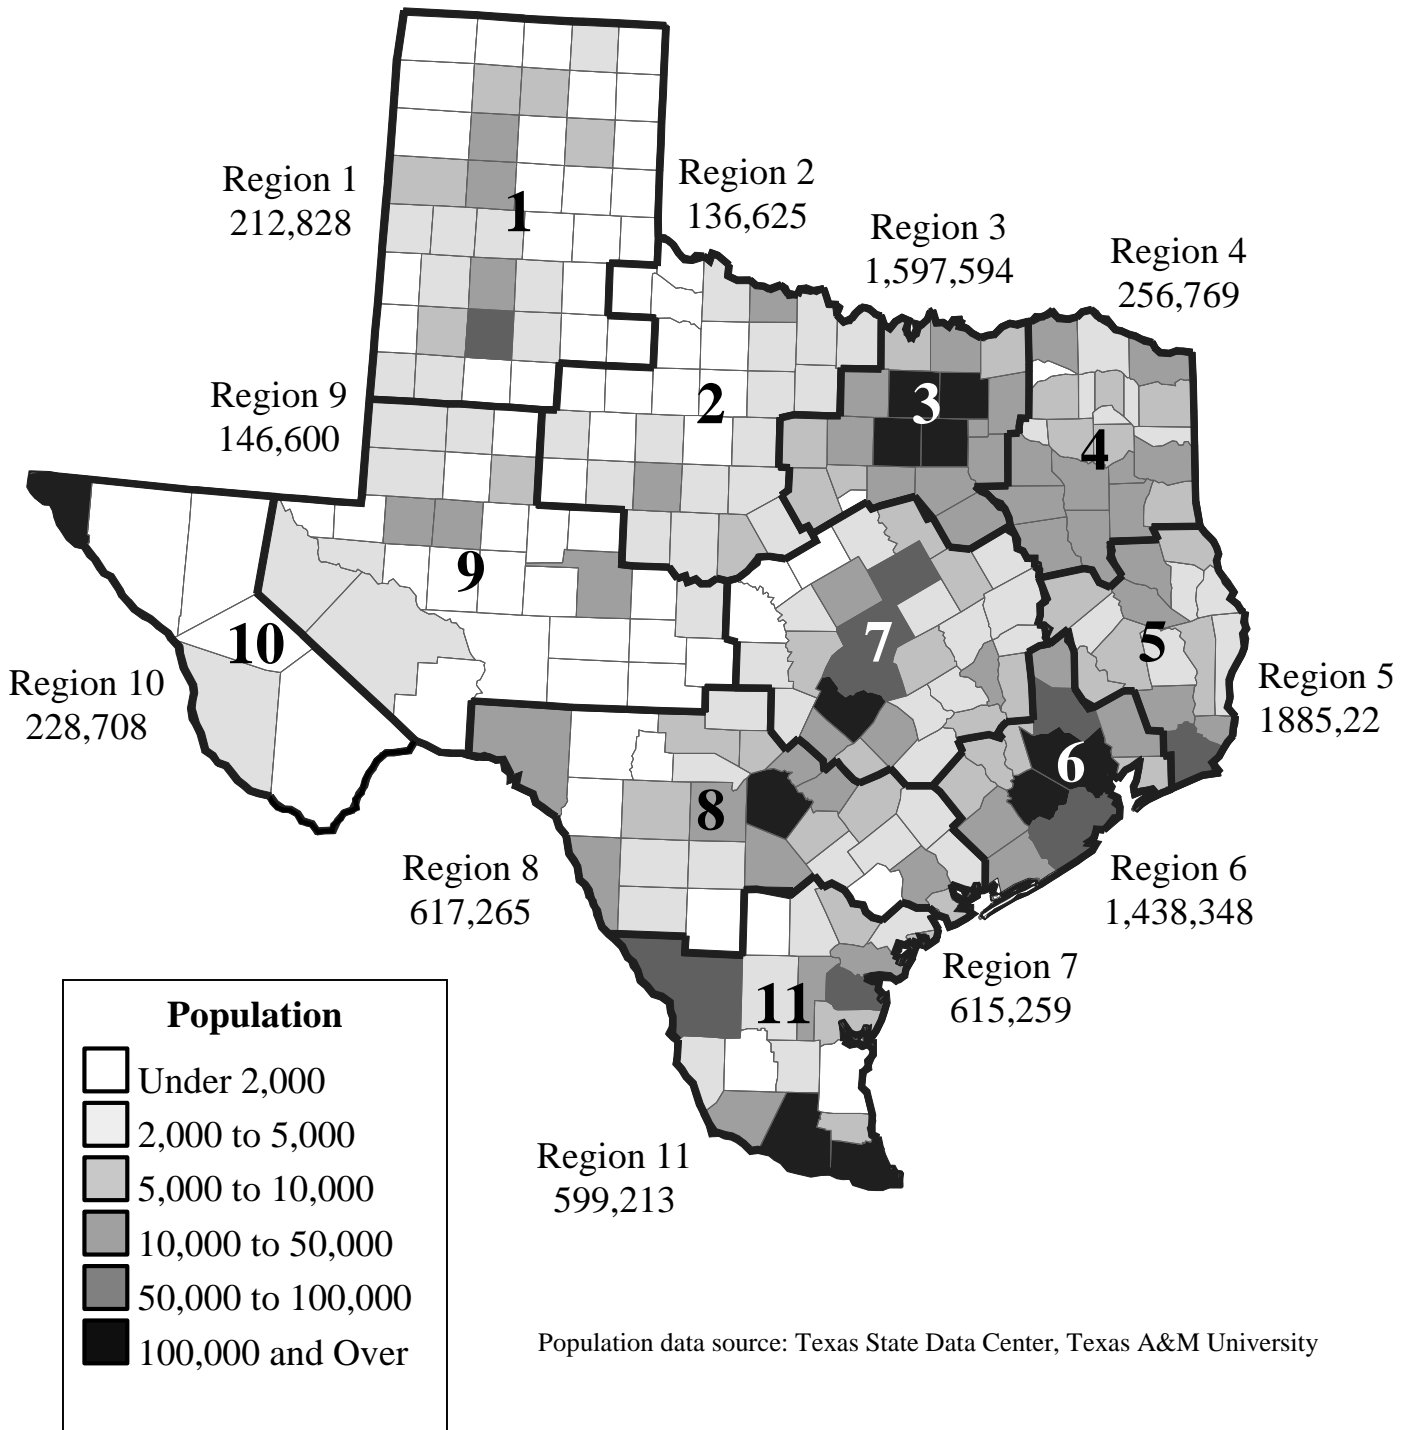 Region 1
212,828
Region 2
136,625
Region 3
1,597,594
Region 4
256,769
Region 9
146,600
Region 10
228,708
Region 5
1885,22
Region 8
617,265
Region 6
1,438,348
Region 7
615,259
Region 11
599,213
1
2
3
4
9
10
7
5
6
8
11
Population
Under 2,000
2,000 to 5,000
5,000 to 10,000
10,000 to 50,000
50,000 to 100,000
100,000 and Over
Population data source: Texas State Data Center, Texas A&M University